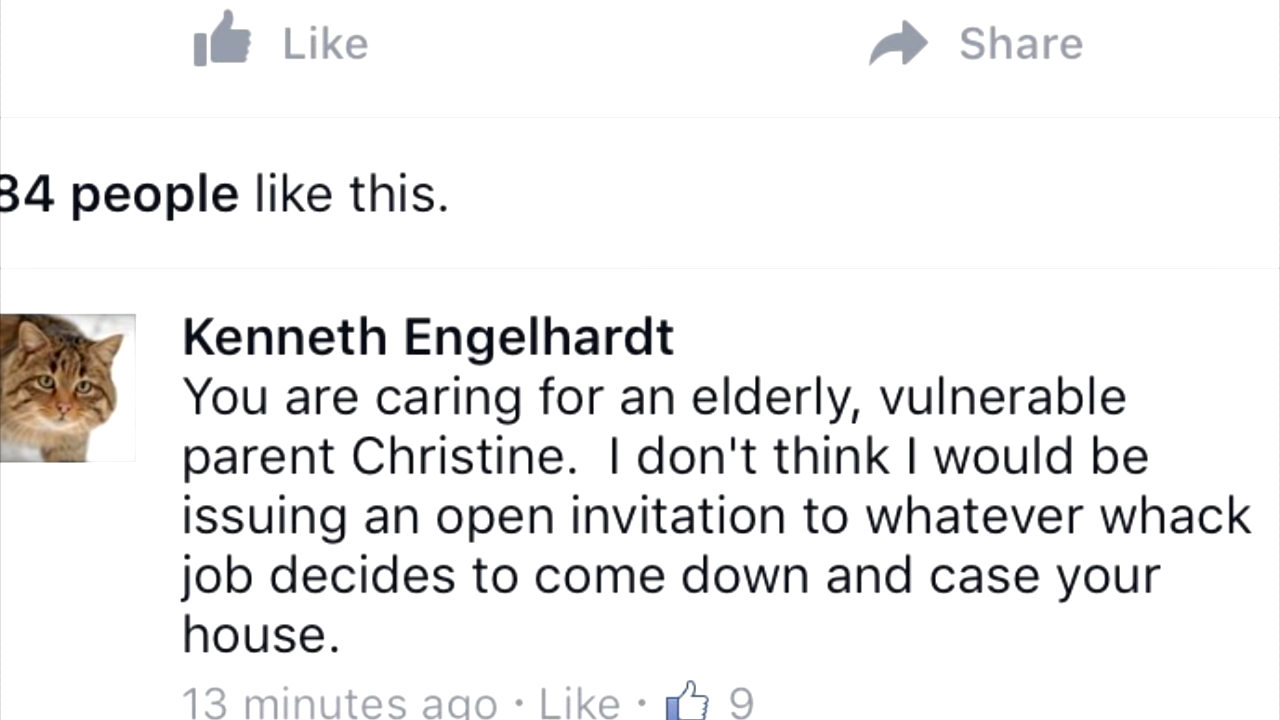 Like Share
84 people like this.
Kenneth Engelhardt
You are caring for an elderly, vulnerable
parent Christine.  I don't think I would be
issuing an open invitation to whatever whack
job decides to come down and case your
house.
13 minutes ago · Like · 9